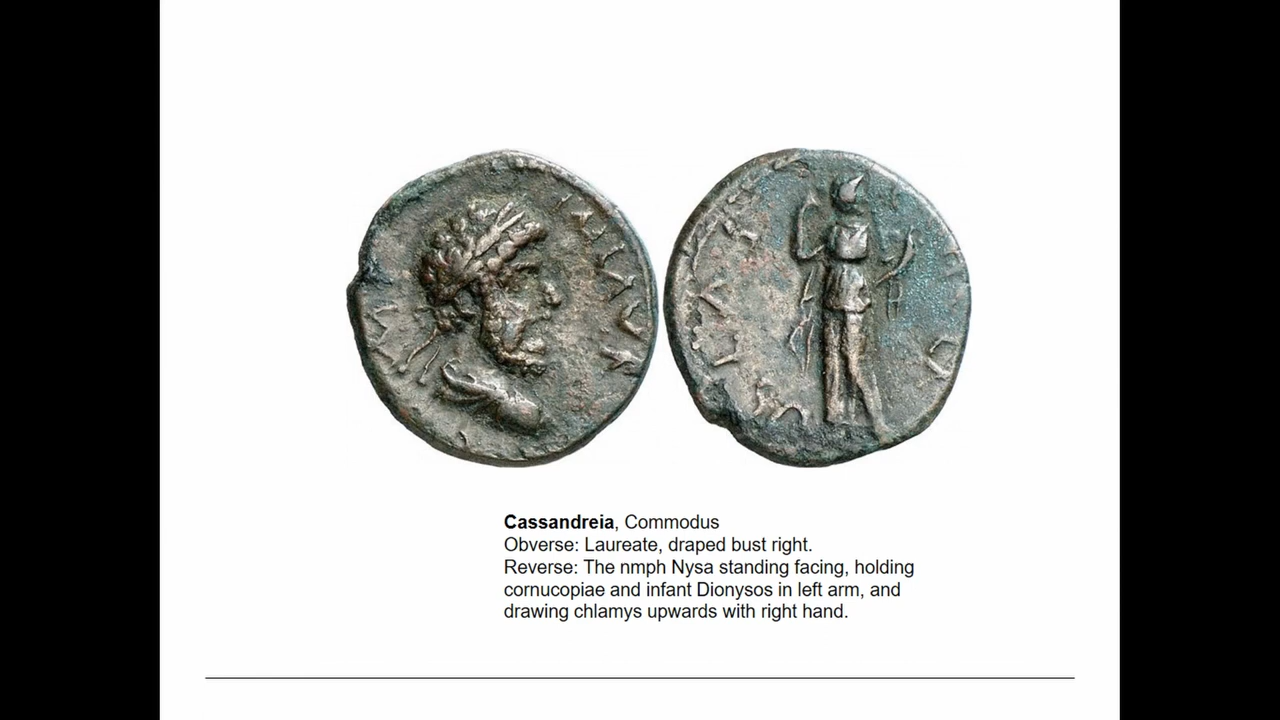 Cassandreia, Commodus
Obverse: Laureate, draped bust right.
Reverse: The nmph Nysa standing facing, holding
cornucopiae and infant Dionysos in left arm, and
drawing chlamys upwards with right hand.